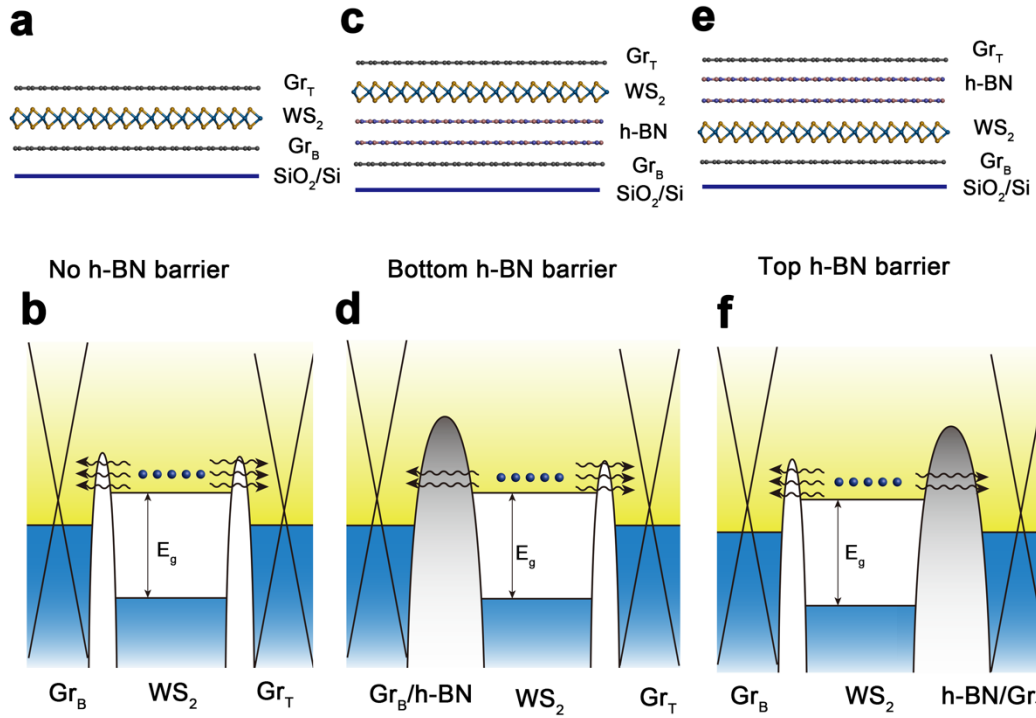 a
Gr_T
WS_2
Gr_B
SiO_2/Si
No h-BN barrier
b
E_g
Gr_B WS_2 Gr_T
c
Gr_T
WS_2
h-BN
Gr_B
SiO_2/Si
Bottom h-BN barrier
d
E_g
Gr_B/h-BN WS_2 Gr_T
e
Gr_T
h-BN
WS_2
Gr_B
SiO_2/Si
Top h-BN barrier
f
E_g
Gr_B WS_2 h-BN/Gr